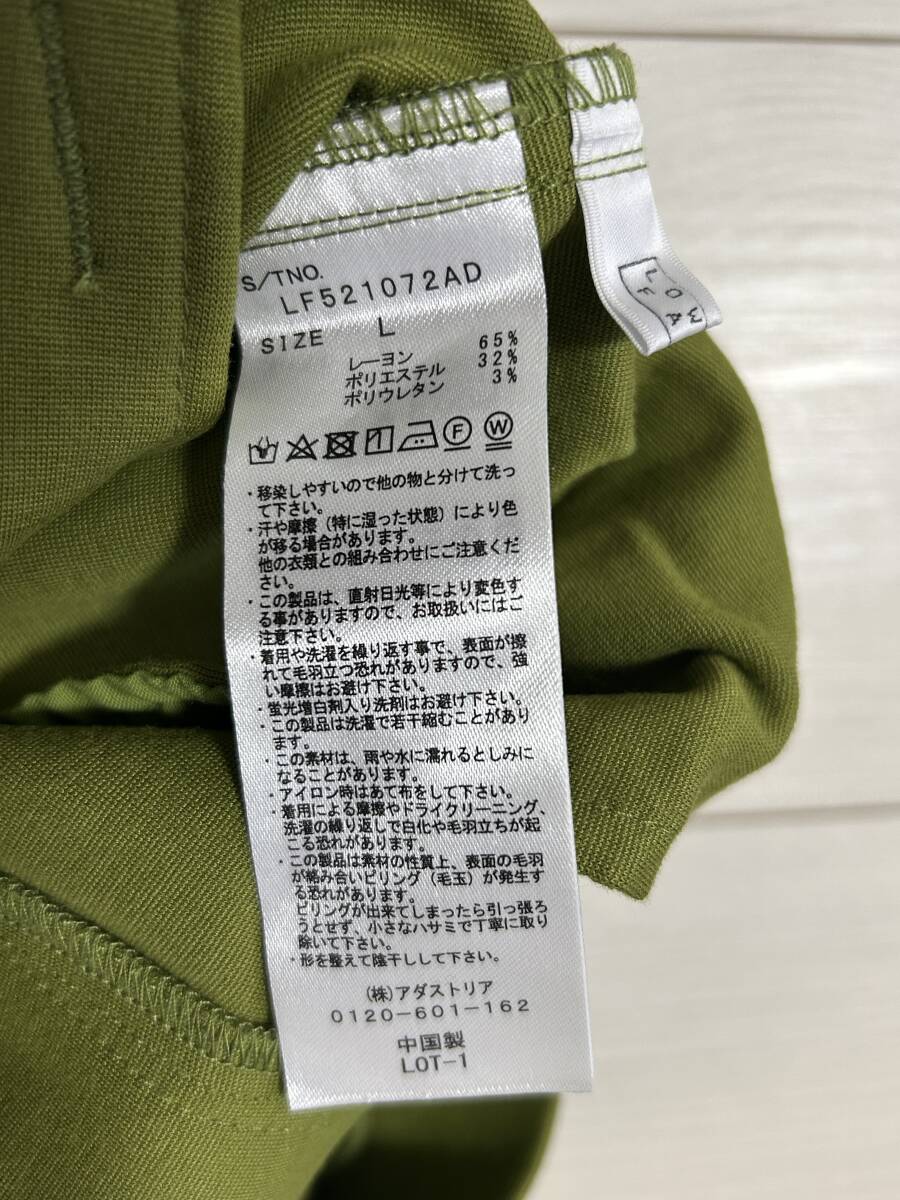 S/TNO.
LF521072AD
SIZE L
レーヨン 65%
ポリエステル 32%
ポリウレタン 3%
F W
・移染しやすいので他の物と分けて洗っ
て下さい。
・汗や摩擦（特に湿った状態）により色
が移る場合があります。
他の衣類との組み合わせにご注意くだ
さい。
・この製品は、直射日光等により変色す
る事がありますので、お取扱いにはご
注意下さい。
・着用や洗濯を繰り返す事で、表面が擦
れて毛羽立つ恐れがありますので、強
い摩擦はお避け下さい。
・蛍光増白剤入り洗剤はお避け下さい。
・この製品は洗濯で若干縮むことがあり
ます。
・この素材は、雨や水に濡れるとしみに
なることがあります。
・アイロン時はあて布をして下さい。
・着用による摩擦やドライクリーニング、
洗濯の繰り返しで白化や毛羽立ちが起
こる恐れがあります。
・この製品は素材の性質上、表面の毛羽
が絡み合いピリング（毛玉）が発生す
る恐れがあります。
ピリングが出来てしまったら引っ張ろ
うとせず、小さなハサミで丁寧に取り
除いて下さい。
・形を整えて陰干しして下さい。
（株）アダストリア
0120-601-162
中国製
LOT-1
LOW
FA